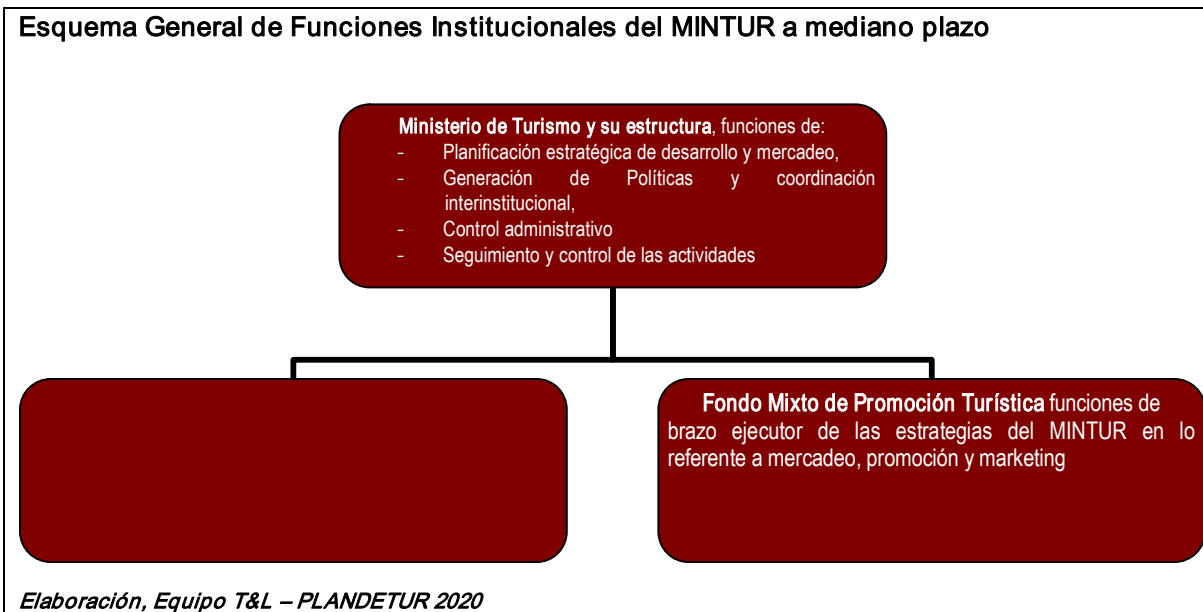 Esquema General de Funciones Institucionales del MINTUR a mediano plazo
Ministerio de Turismo y su estructura, funciones de:
- Planificación estratégica de desarrollo y mercadeo,
- Generación de Políticas y coordinación
interinstitucional,
- Control administrativo
- Seguimiento y control de las actividades
Fondo Mixto de Promoción Turística funciones de
brazo ejecutor de las estrategias del MINTUR en lo
referente a mercadeo, promoción y marketing
Elaboración, Equipo T&L – PLANDETUR 2020